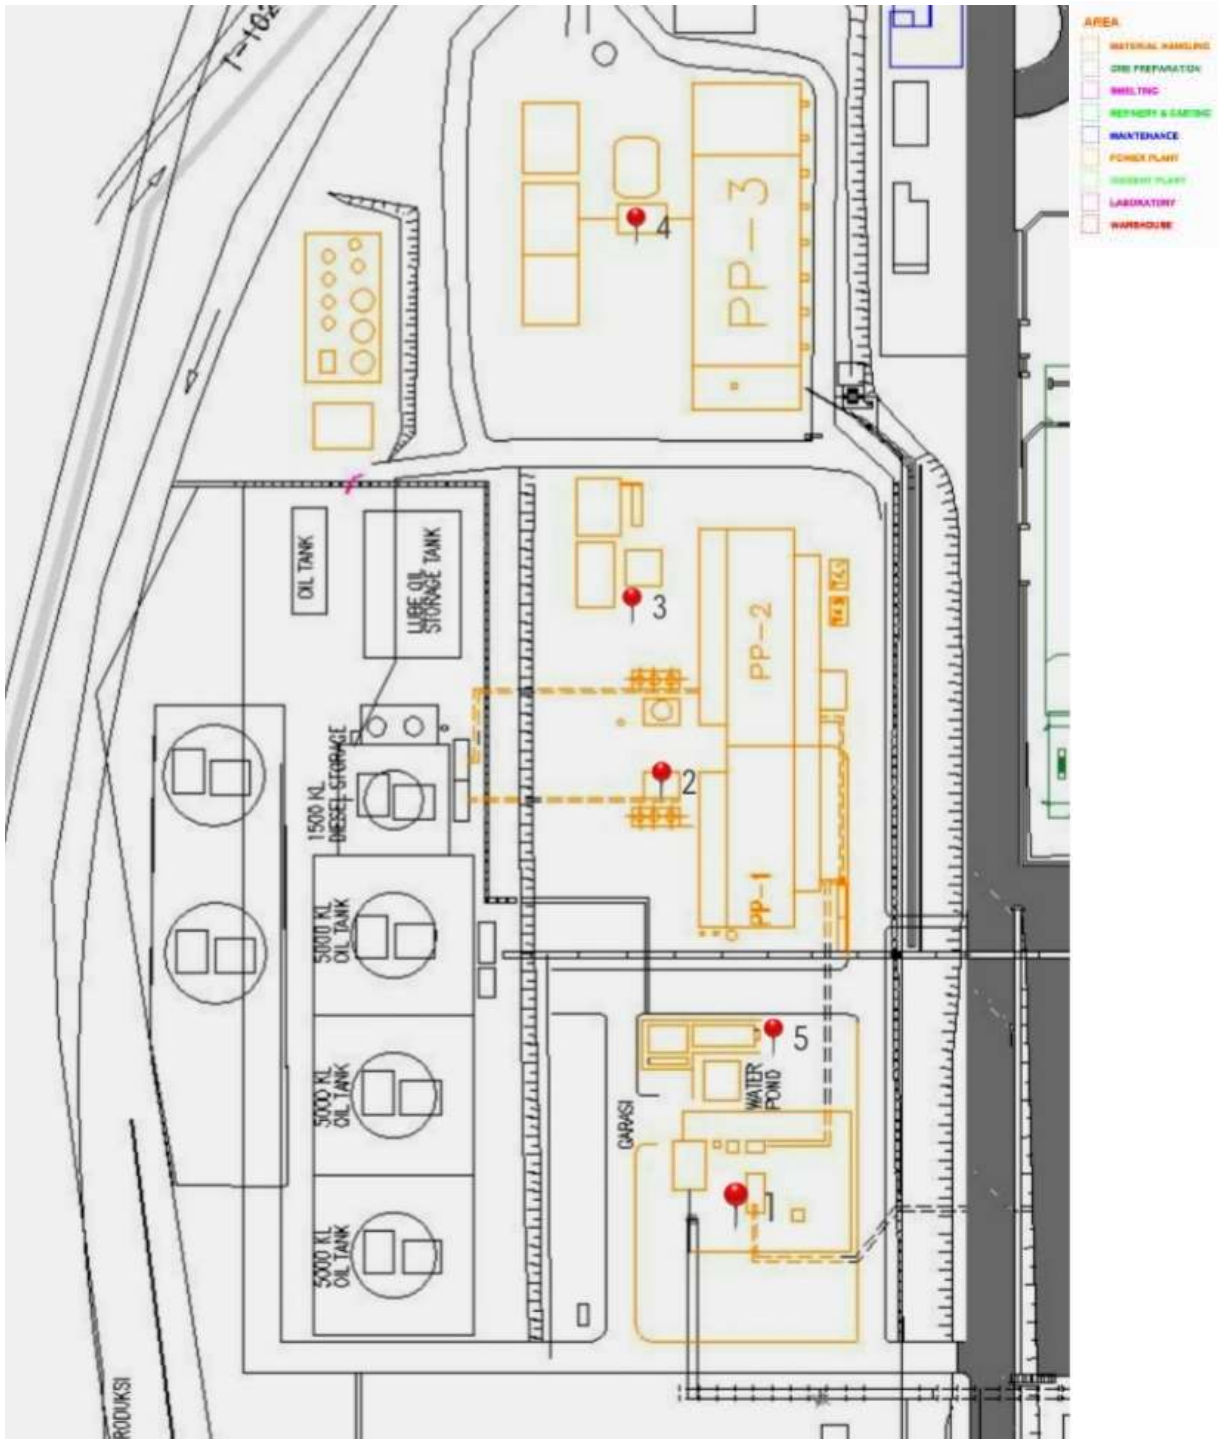 T-102
AREA
MATERIAL HANDLING
ORE PREPARATION
SMELTING
REFINERY & CASTING
MAINTENANCE
POWER PLANT
LABORATORY
WAREHOUSE
PP-3
4
OIL TANK
LUBE OIL
STORAGE TANK
3
PP-2
2
1500 KL
DIESEL STORAGE
PP-1
5000 KL
OIL TANK
5
WATER
POND
GARASI
5000 KL
OIL TANK
1
5000 KL
OIL TANK
RODUKSI